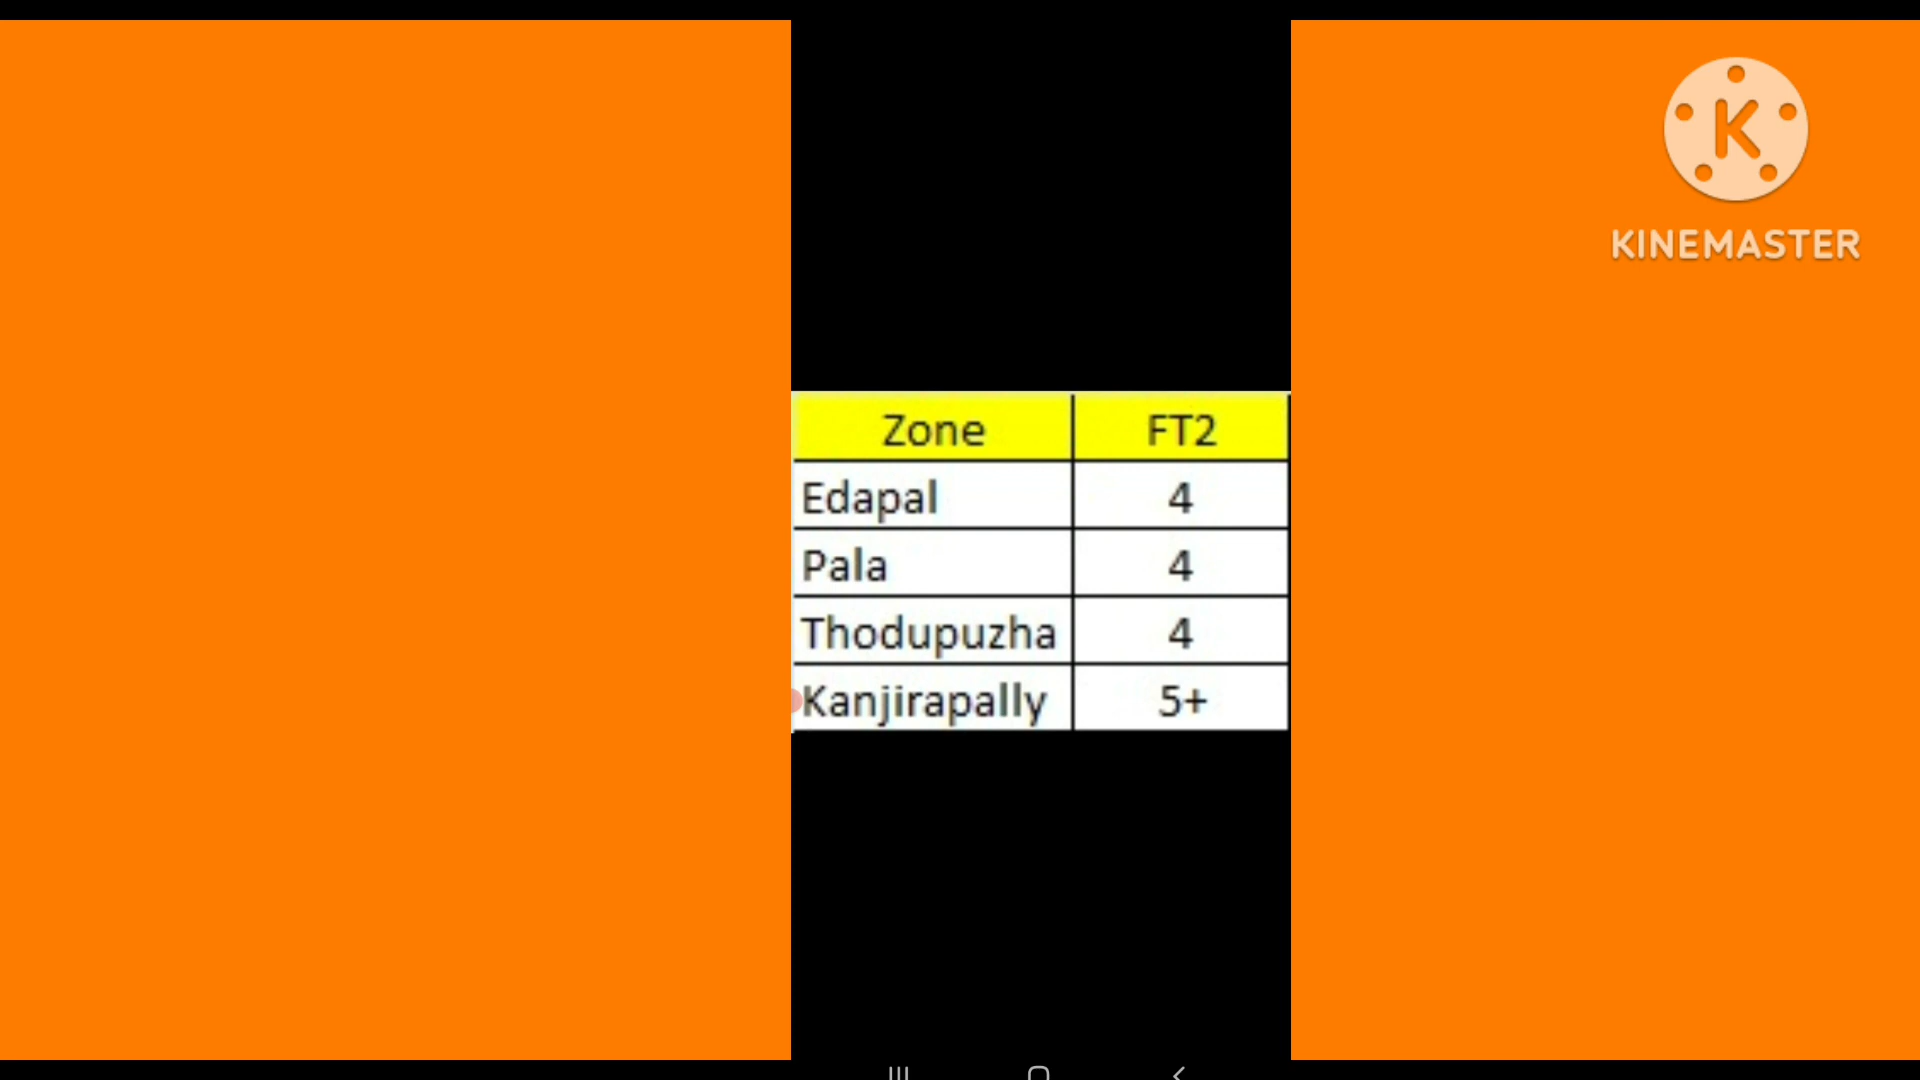 K
KINEMASTER
Zone FT2
Edapal 4
Pala 4
Thodupuzha 4
Kanjirapally 5+